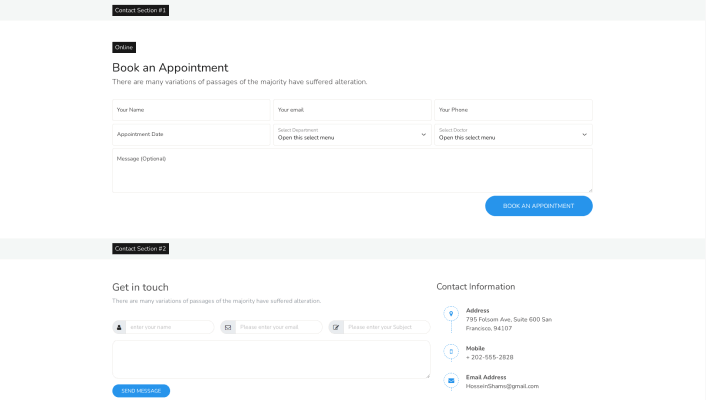 Contact Section #1
Online
Book an Appointment
There are many variations of passages of the majority have suffered alteration.
Your Name
Your email
Your Phone
Appointment Date
Select Department
Open this select menu
Select Doctor
Open this select menu
Message (Optional)
BOOK AN APPOINTMENT
Contact Section #2
Get in touch
There are many variations of passages of the majority have suffered alteration.
enter your name
Please enter your email
Please enter your Subject
SEND MESSAGE
Contact Information
Address
795 Folsom Ave, Suite 600 San
Francisco, 94107
Mobile
+ 202-555-2828
Email Address
HosseinShams@gmail.com